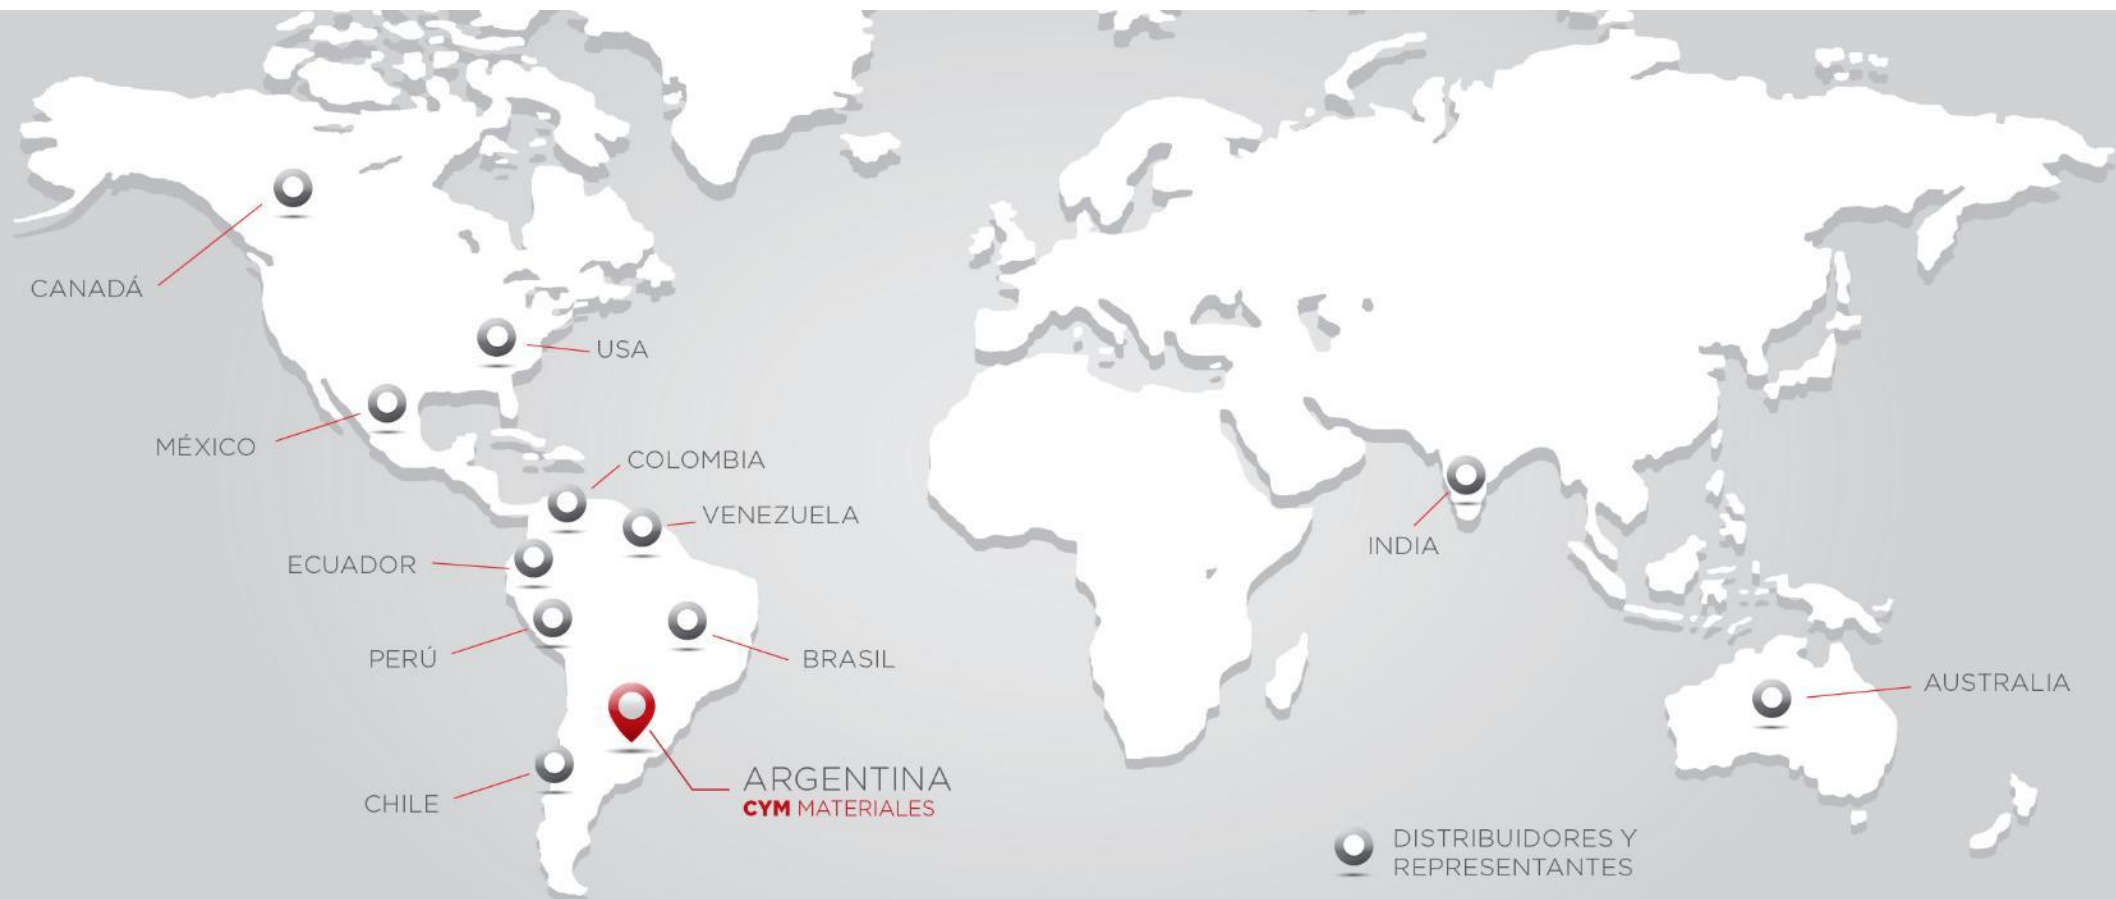 CANADÁ
USA
MÉXICO
COLOMBIA
VENEZUELA
ECUADOR
INDIA
PERÚ
BRASIL
AUSTRALIA
ARGENTINA
CYM MATERIALES
CHILE
DISTRIBUIDORES Y
REPRESENTANTES